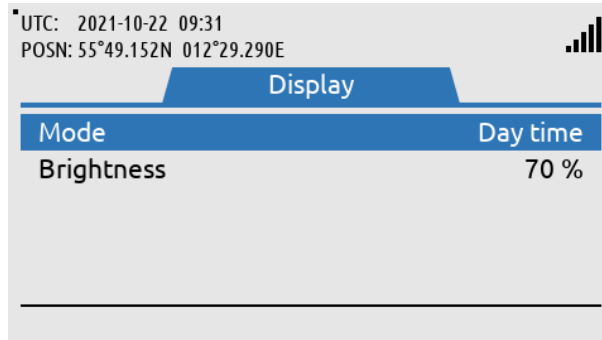 UTC: 2021-10-22 09:31
POSN: 55°49.152N 012°29.290E
Display
Mode Day time
Brightness 70 %